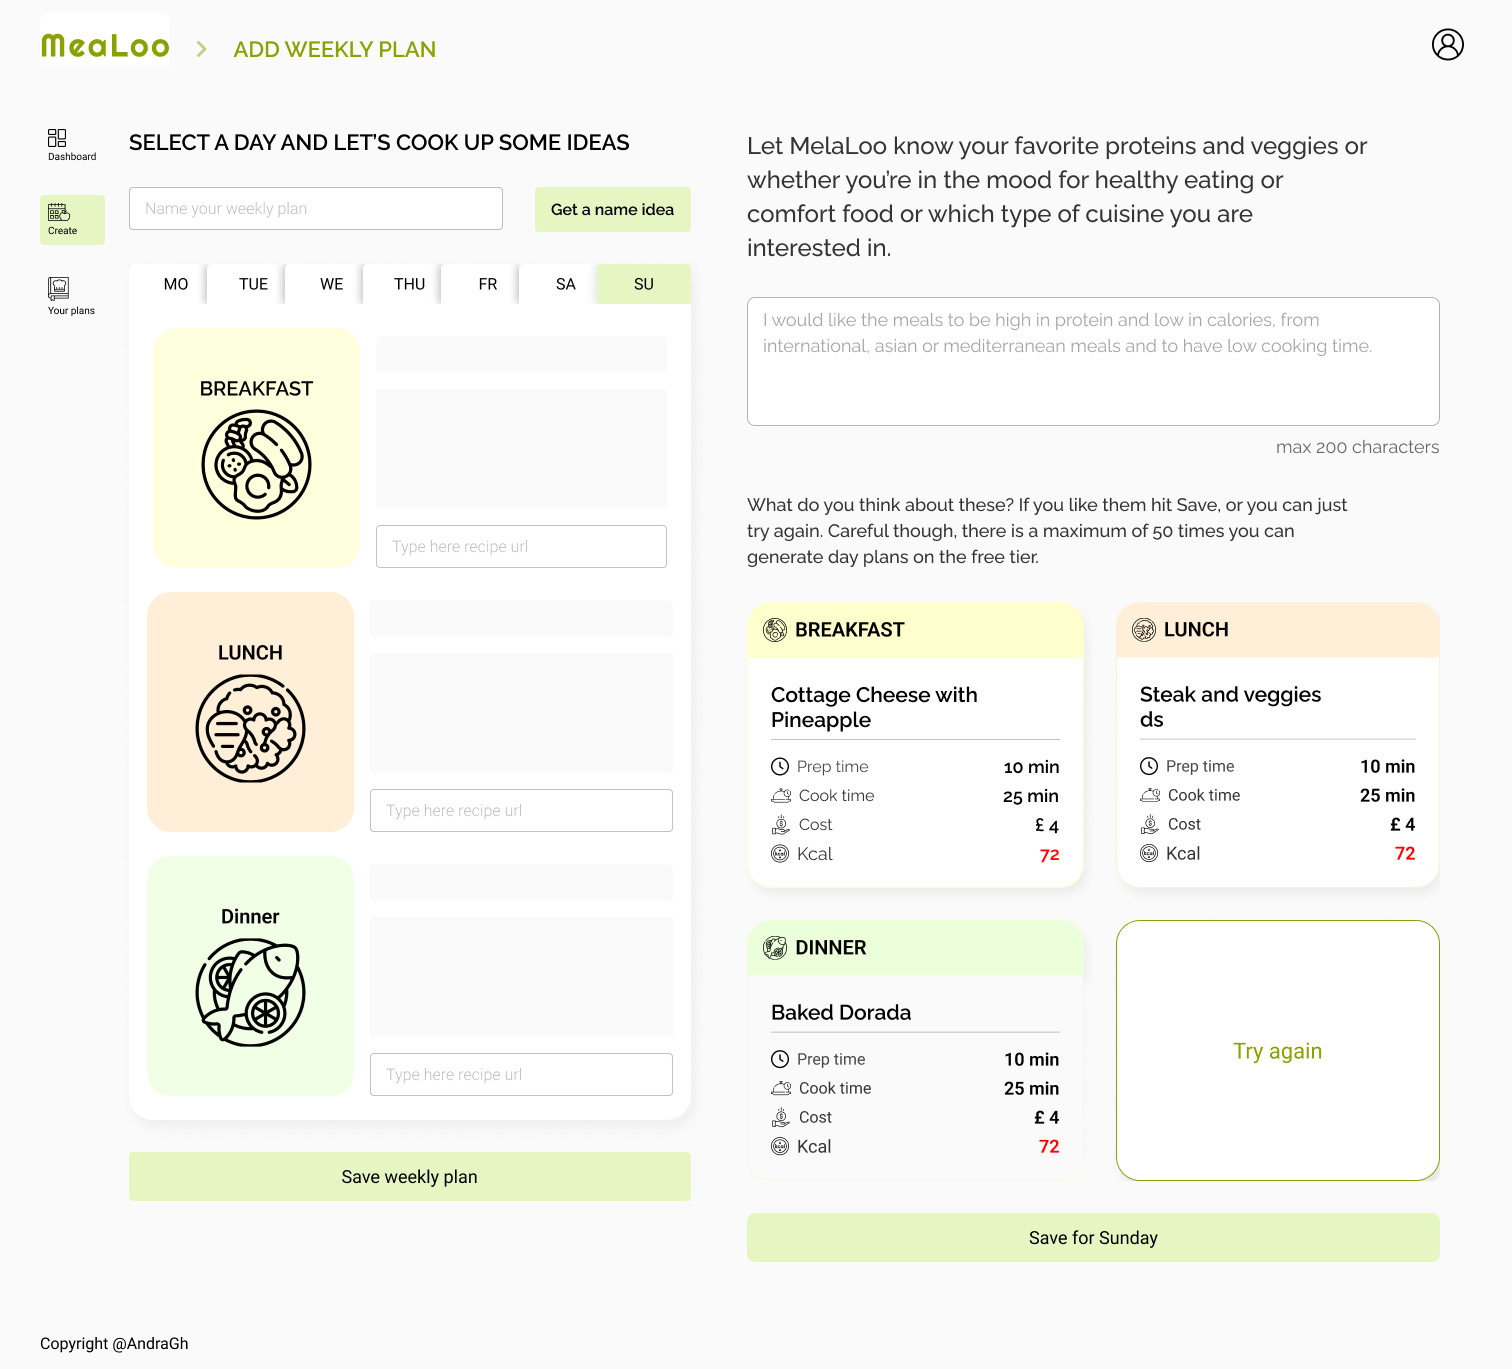 MeaLoo
ADD WEEKLY PLAN
Dashboard
Create
Your plans
SELECT A DAY AND LET’S COOK UP SOME IDEAS
Name your weekly plan
Get a name idea
MO TUE WE THU FR SA SU
BREAKFAST
Type here recipe url
LUNCH
Type here recipe url
Dinner
Type here recipe url
Save weekly plan
Let MelaLoo know your favorite proteins and veggies or
whether you’re in the mood for healthy eating or
comfort food or which type of cuisine you are
interested in.
I would like the meals to be high in protein and low in calories, from
international, asian or mediterranean meals and to have low cooking time.
max 200 characters
What do you think about these? If you like them hit Save, or you can just
try again. Careful though, there is a maximum of 50 times you can
generate day plans on the free tier.
BREAKFAST
Cottage Cheese with
Pineapple
Prep time 10 min
Cook time 25 min
Cost £ 4
Kcal 72
LUNCH
Steak and veggies
ds
Prep time 10 min
Cook time 25 min
Cost £ 4
Kcal 72
DINNER
Baked Dorada
Prep time 10 min
Cook time 25 min
Cost £ 4
Kcal 72
Try again
Save for Sunday
Copyright @AndraGh